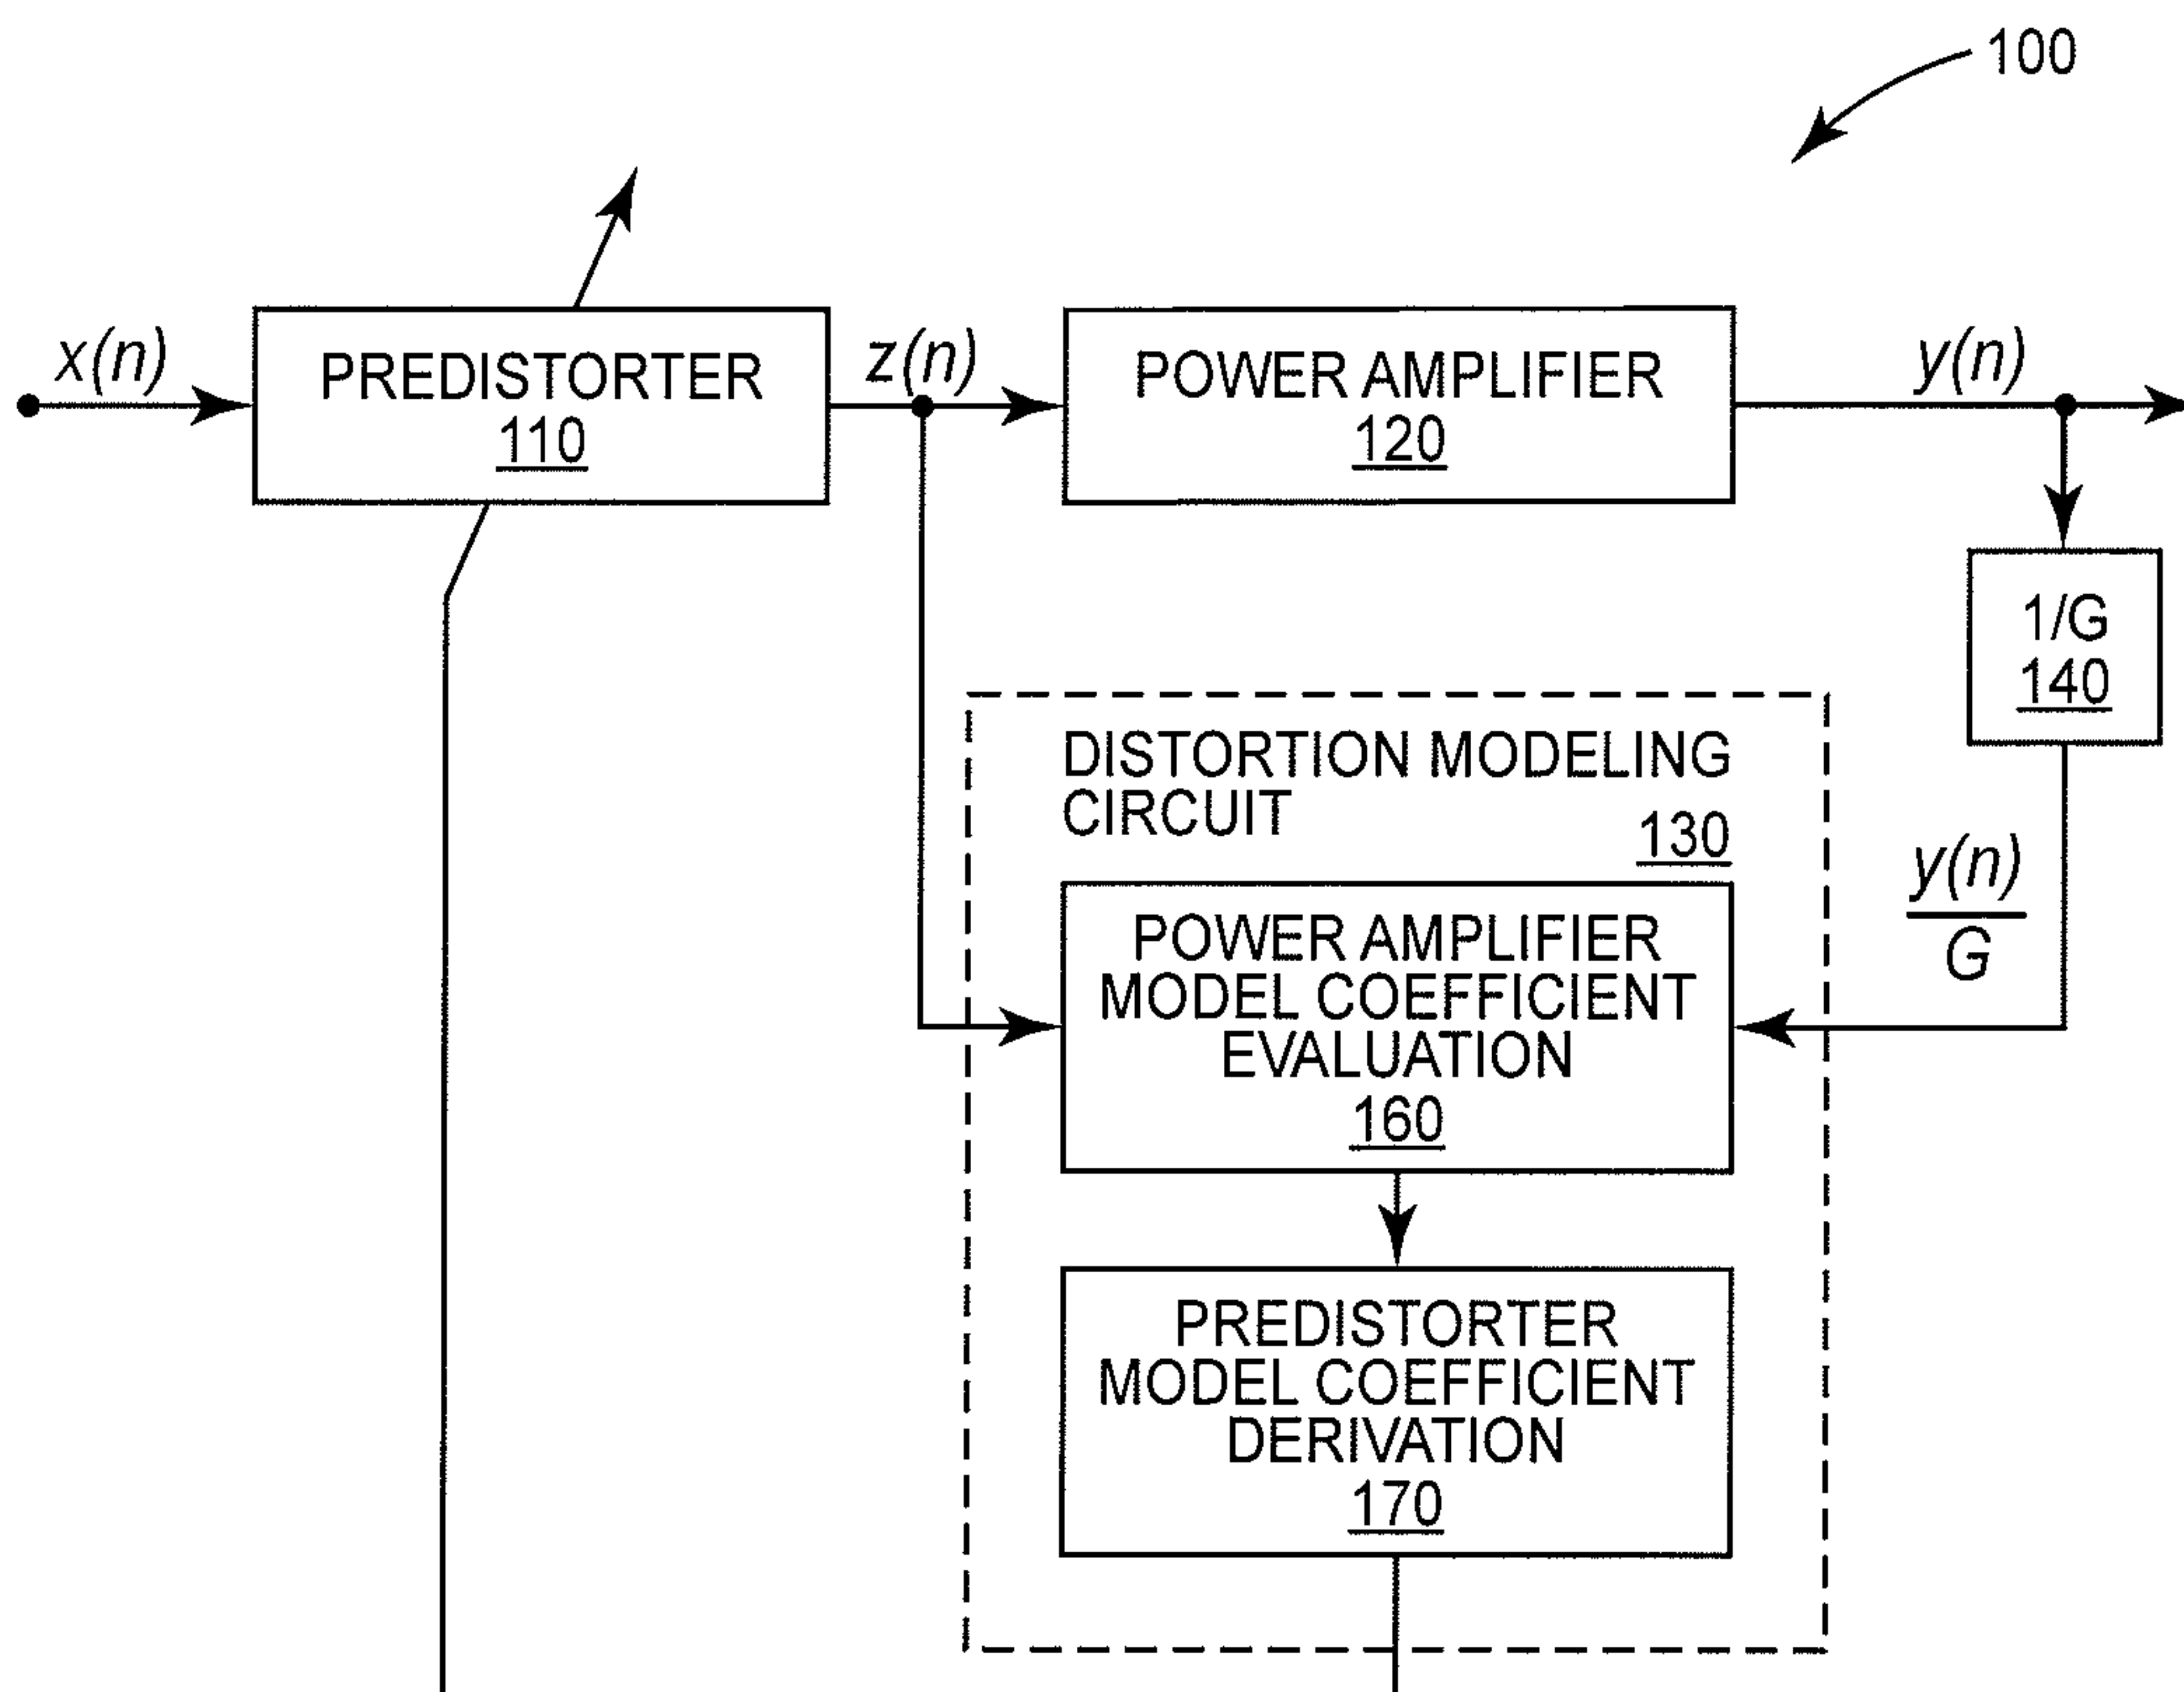 100
x(n)
PREDISTORTER
110
z(n)
POWER AMPLIFIER
120
y(n)
1/G
140
DISTORTION MODELING
CIRCUIT
130
y(n)
G
POWER AMPLIFIER
MODEL COEFFICIENT
EVALUATION
160
PREDISTORTER
MODEL COEFFICIENT
DERIVATION
170